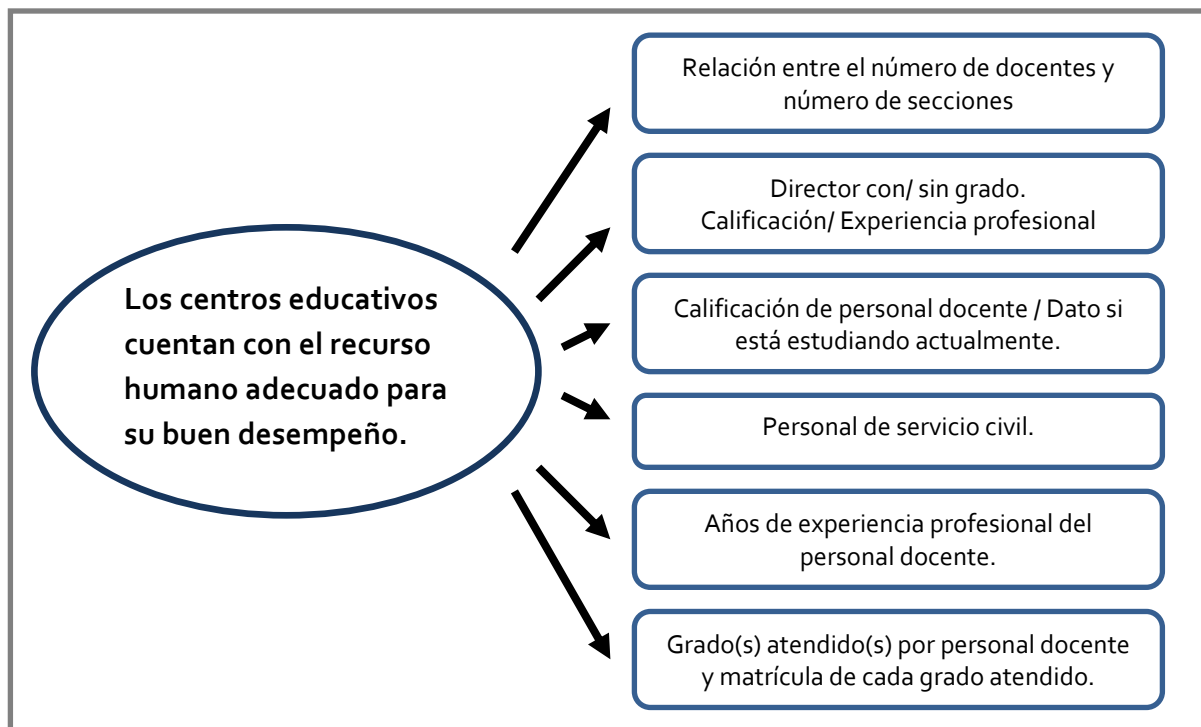 Relación entre el número de docentes y
número de secciones
Director con/ sin grado.
Calificación/ Experiencia profesional
Los centros educativos
cuentan con el recurso
humano adecuado para
su buen desempeño.
Calificación de personal docente / Dato si
está estudiando actualmente.
Personal de servicio civil.
Años de experiencia profesional del
personal docente.
Grado(s) atendido(s) por personal docente
y matrícula de cada grado atendido.